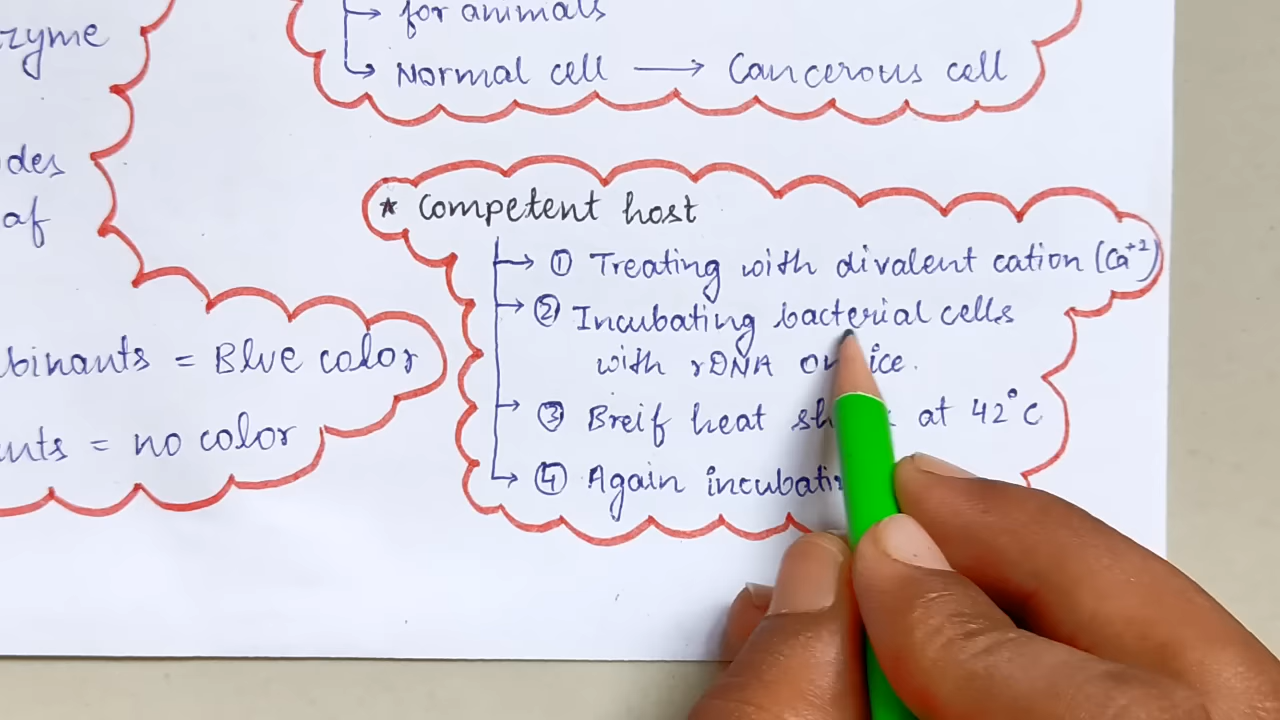 for animals
Normal cell → Cancerous cell
zyme
des
af
binants = Blue color
nts = no color
* Competent host
① Treating with divalent cation (Ca⁺²)
② Incubating bacterial cells
with rDNA on ice.
③ Breif heat at 42°C
④ Again